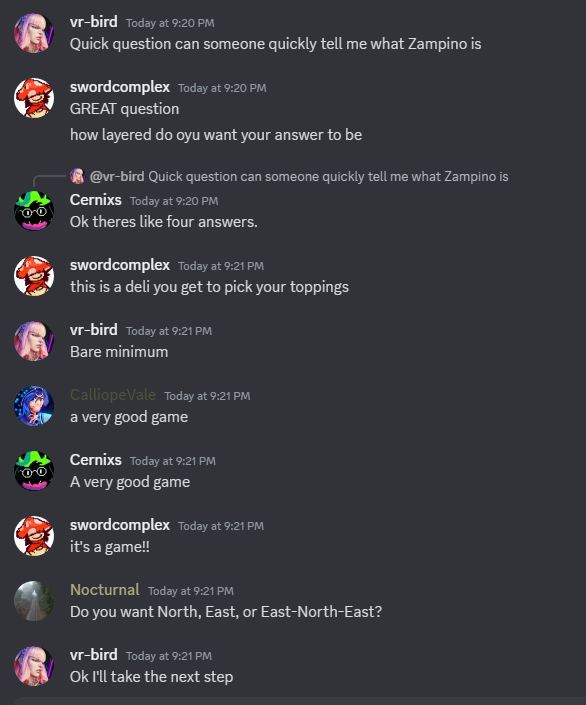 vr-bird Today at 9:20 PM
Quick question can someone quickly tell me what Zampino is
swordcomplex Today at 9:20 PM
GREAT question
how layered do oyu want your answer to be
@vr-bird Quick question can someone quickly tell me what Zampino is
Cernixs Today at 9:20 PM
Ok theres like four answers.
swordcomplex Today at 9:21 PM
this is a deli you get to pick your toppings
vr-bird Today at 9:21 PM
Bare minimum
CalliopeVale Today at 9:21 PM
a very good game
Cernixs Today at 9:21 PM
A very good game
swordcomplex Today at 9:21 PM
it's a game!!
Nocturnal Today at 9:21 PM
Do you want North, East, or East-North-East?
vr-bird Today at 9:21 PM
Ok I'll take the next step